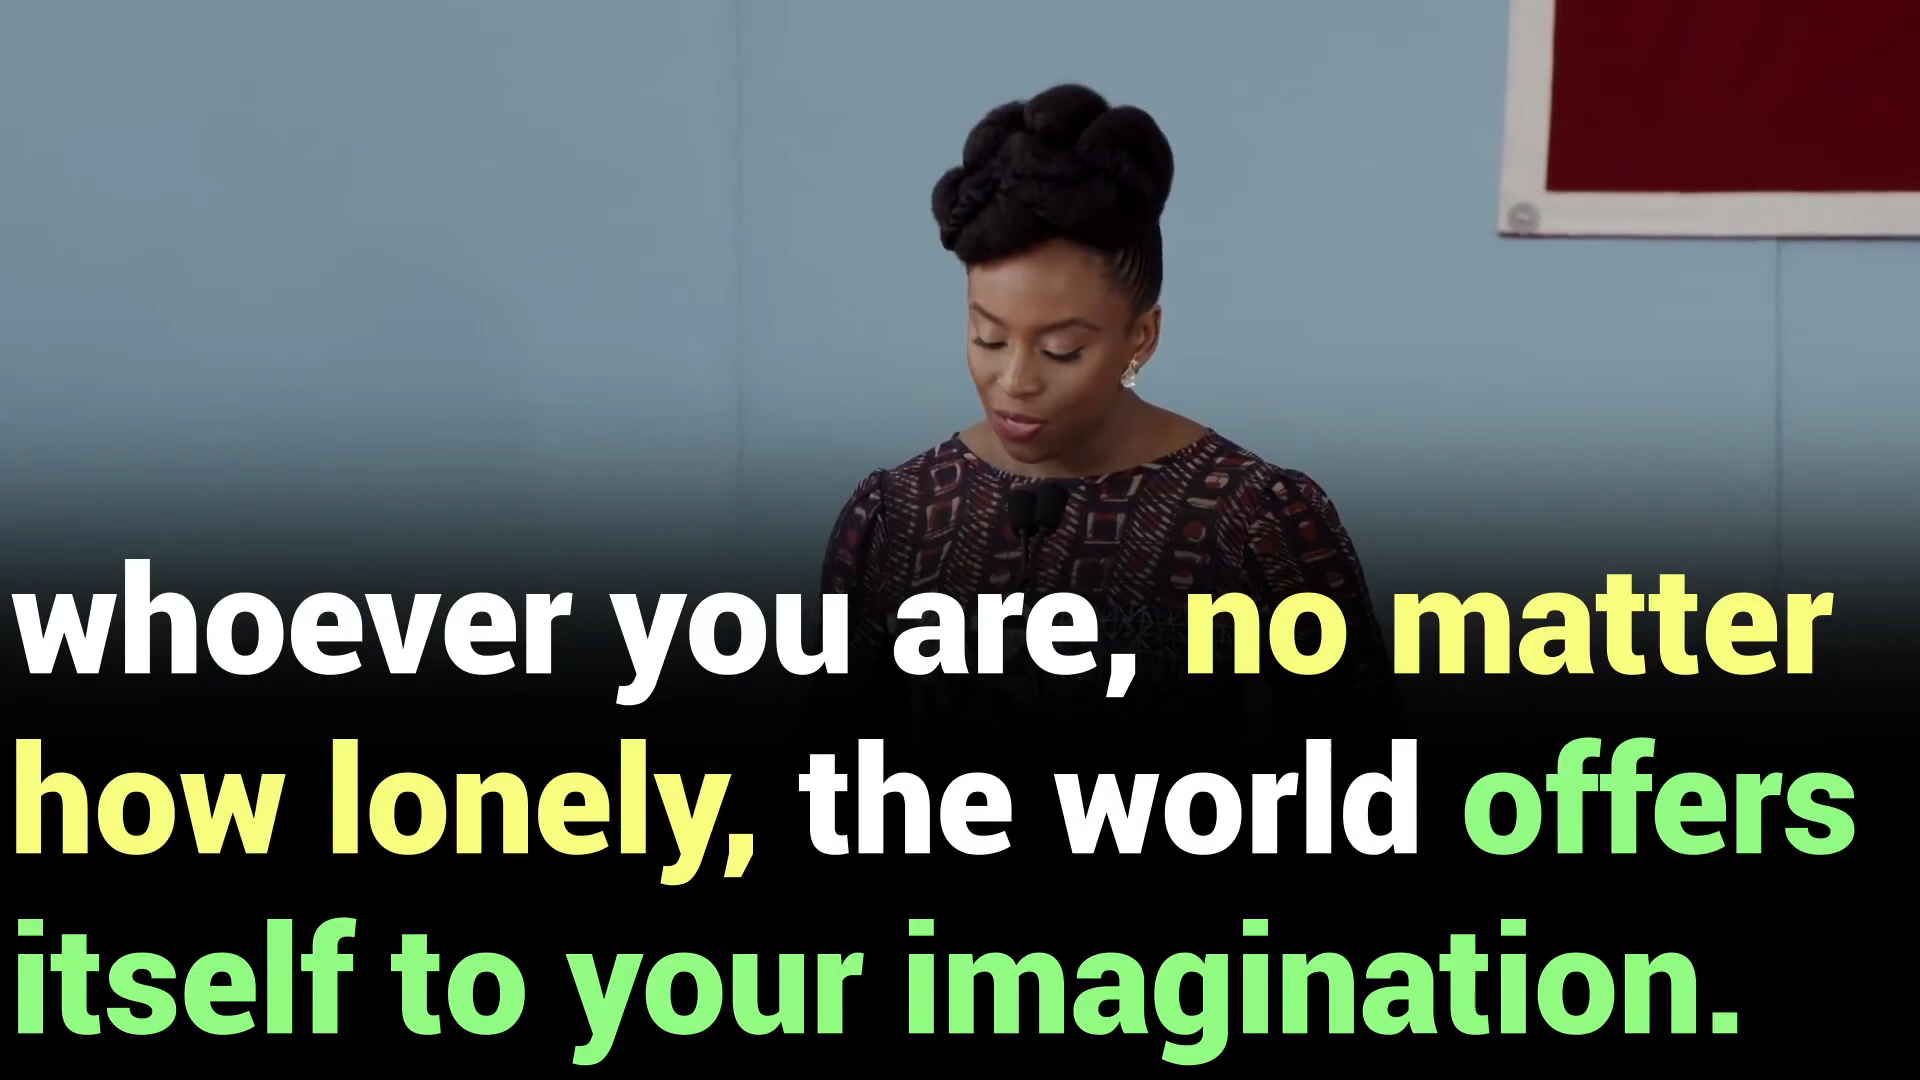 whoever you are, no matter
how lonely, the world offers
itself to your imagination.